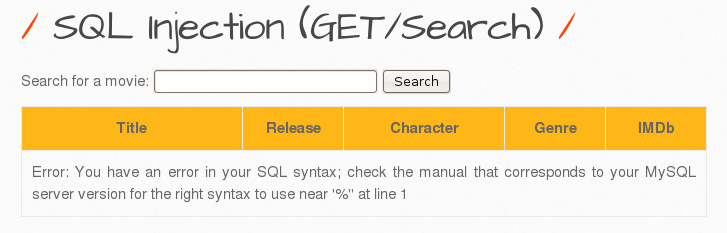 / SQL Injection (GET/Search) /
Search for a movie: Search
Title Release Character Genre IMDb
Error: You have an error in your SQL syntax; check the manual that corresponds to your MySQL
server version for the right syntax to use near '%'' at line 1